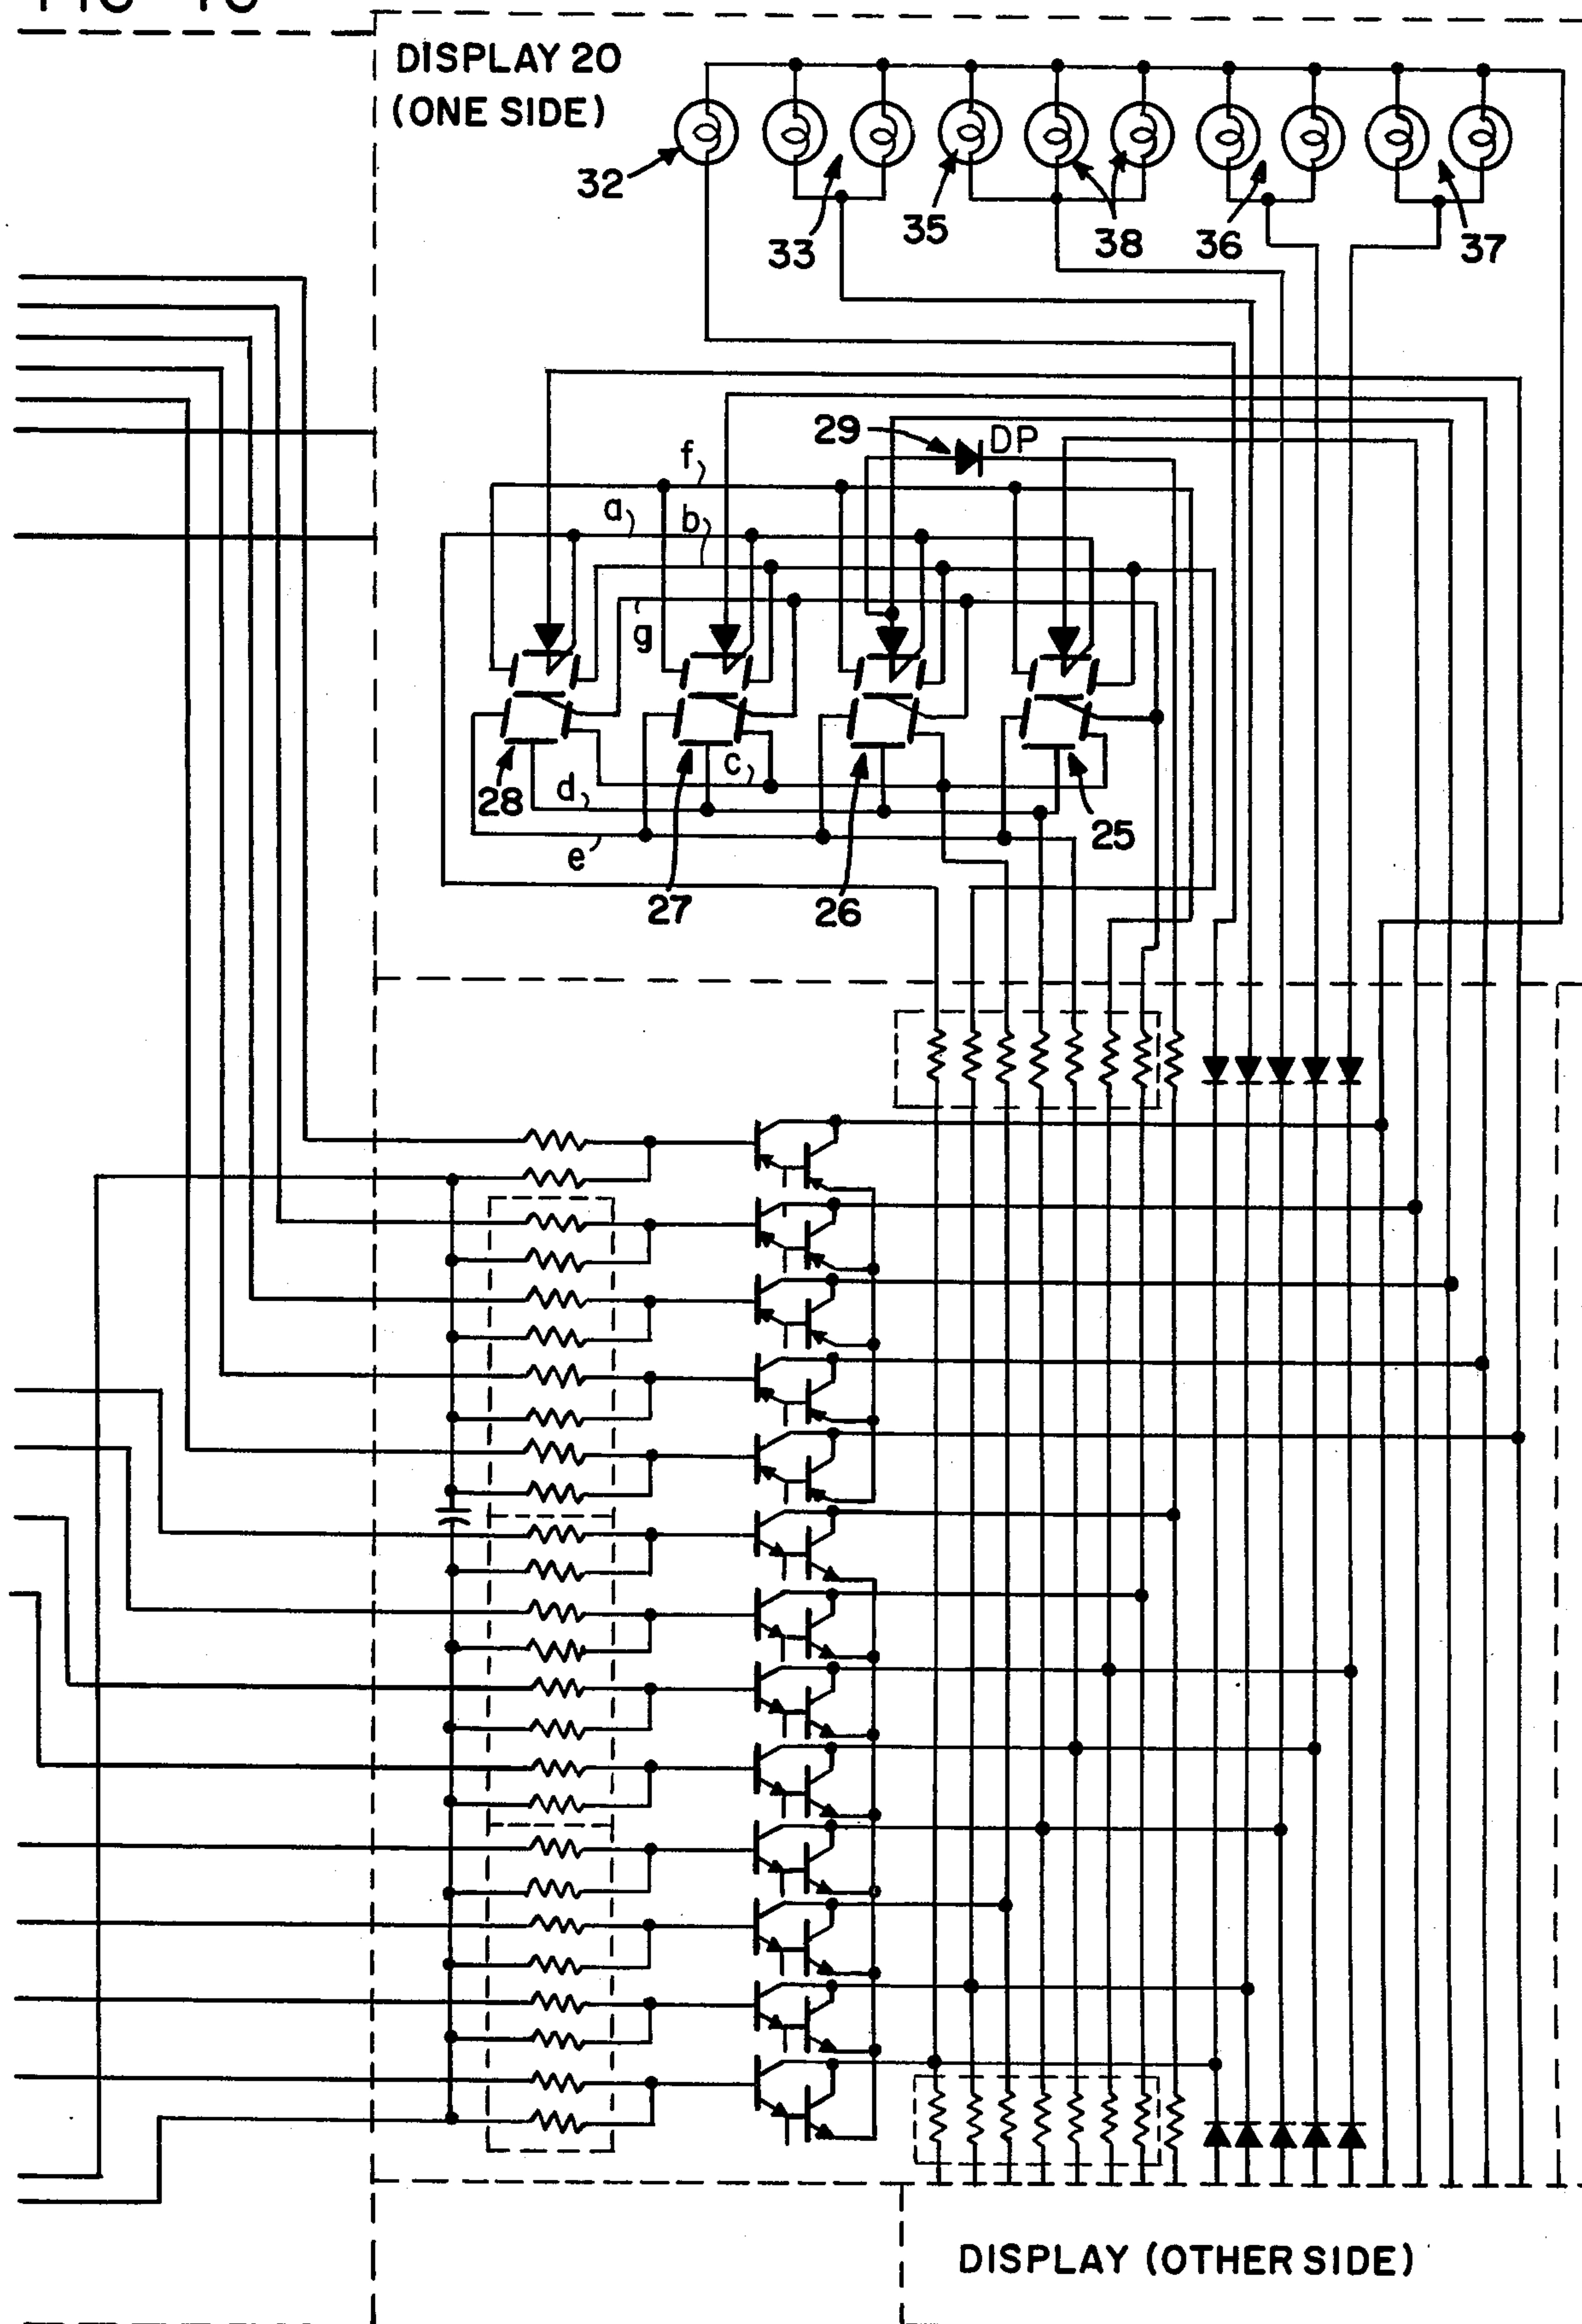 DISPLAY 20
(ONE SIDE)
32
33
35
38
36
37
29
DP
f
a
b
g
28
c
d
e
27
26
25
DISPLAY (OTHER SIDE)